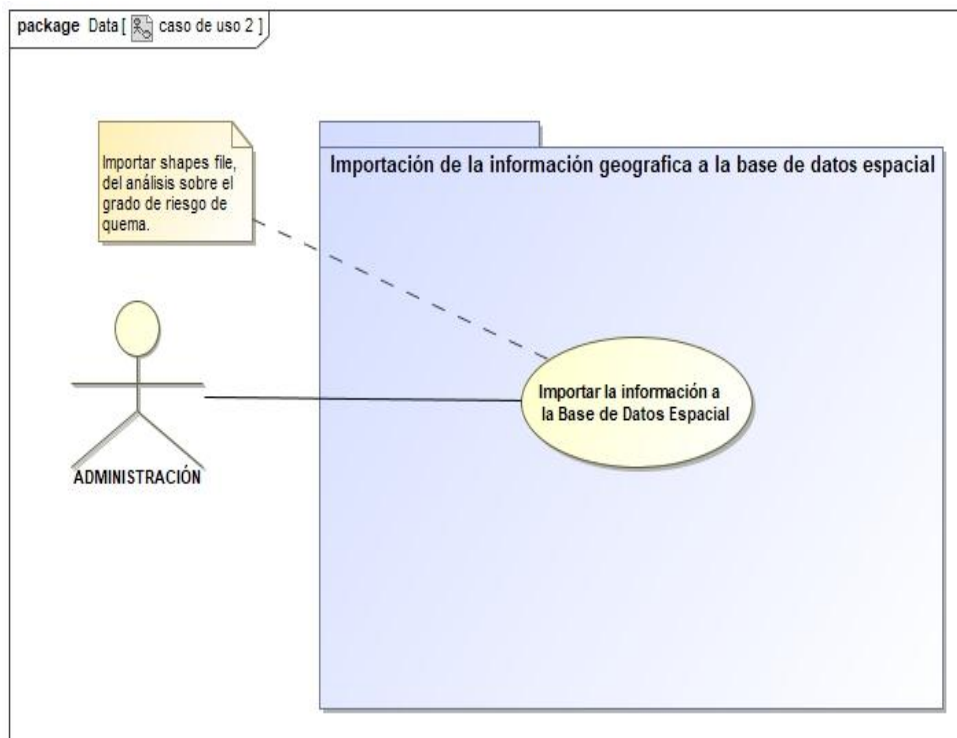 package Data [ caso de uso 2 ]
Importar shapes file,
del análisis sobre el
grado de riesgo de
quema.
Importación de la información geografica a la base de datos espacial
Importar la información a
la Base de Datos Espacial
ADMINISTRACIÓN